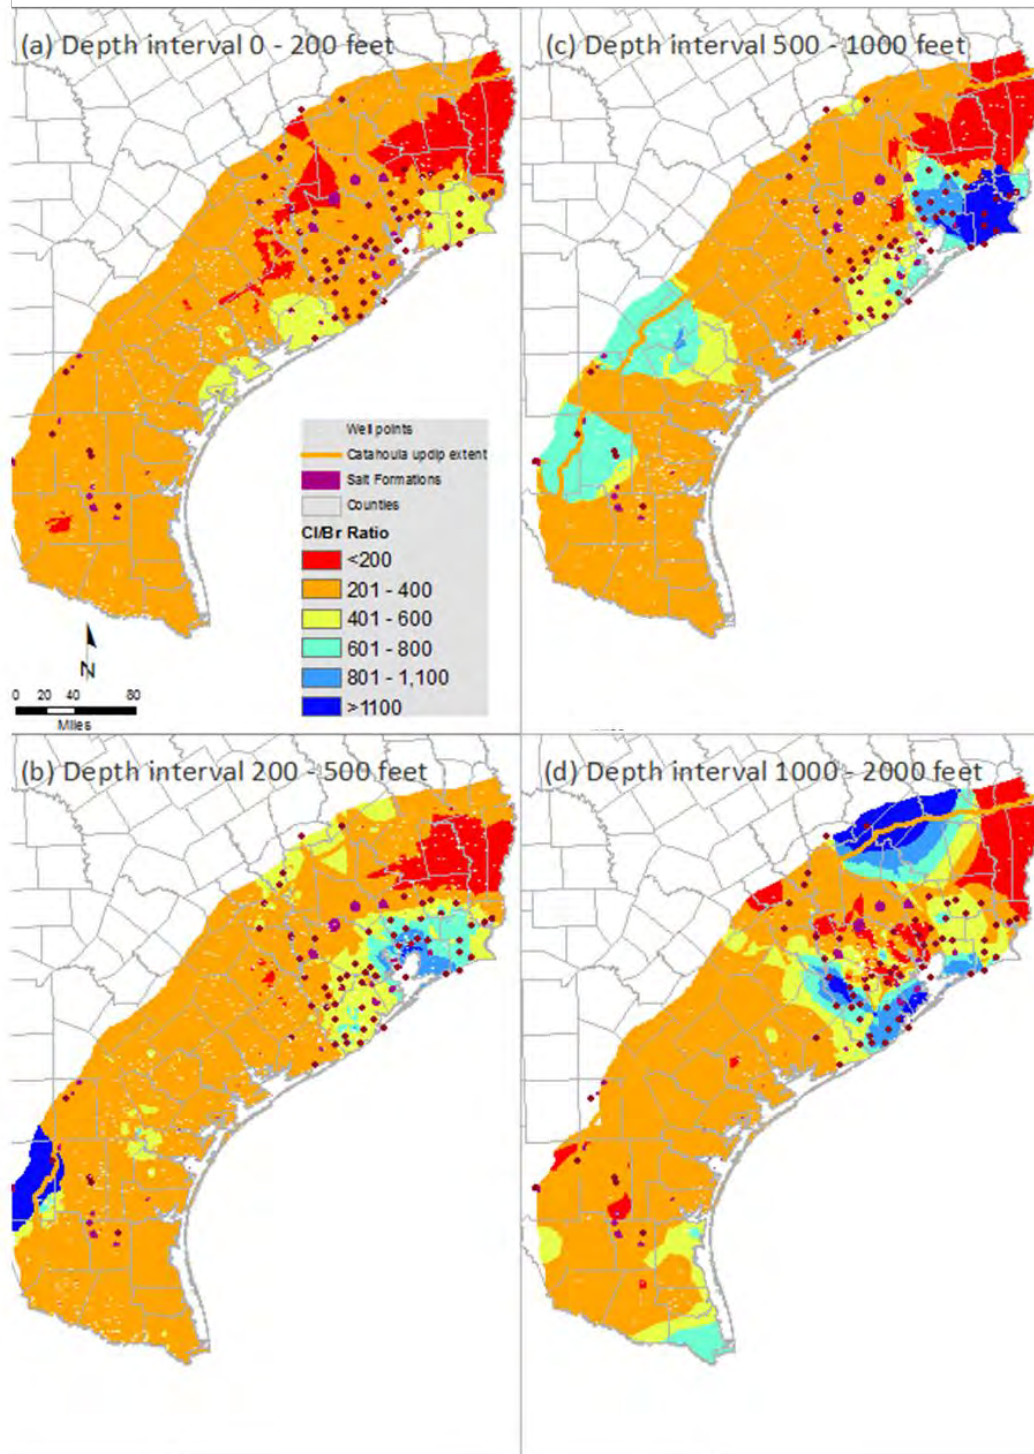 (a) Depth interval 0 - 200 feet
(c) Depth interval 500 - 1000 feet
Well points
Catahoula updip extent
Salt Formations
Counties
Cl/Br Ratio
<200
201 - 400
401 - 600
601 - 800
801 - 1,100
>1100
N
0 20 40 80
Miles
(b) Depth interval 200 - 500 feet
(d) Depth interval 1000 - 2000 feet